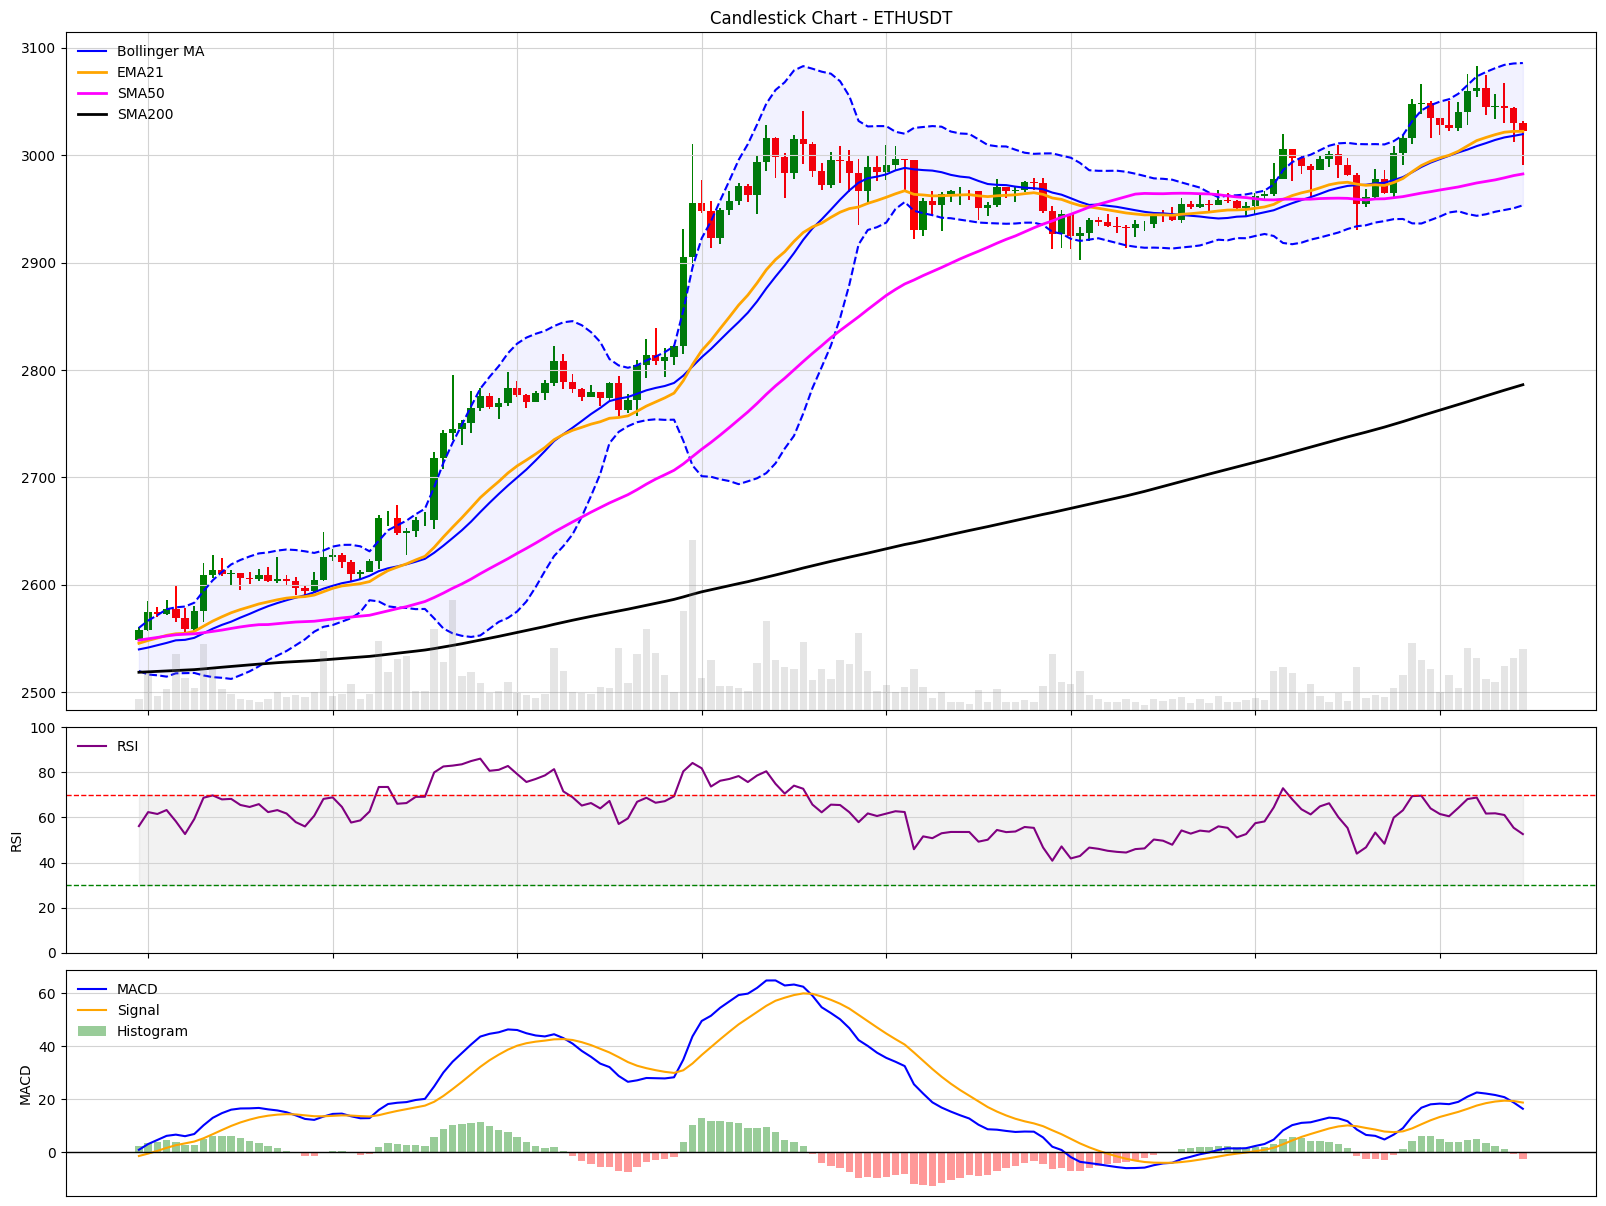 Candlestick Chart - ETHUSDT
3100
3000
2900
2800
2700
2600
2500
Bollinger MA
EMA21
SMA50
SMA200
100
80
60
40
20
0
RSI
RSI
60
40
20
0
MACD
MACD
Signal
Histogram